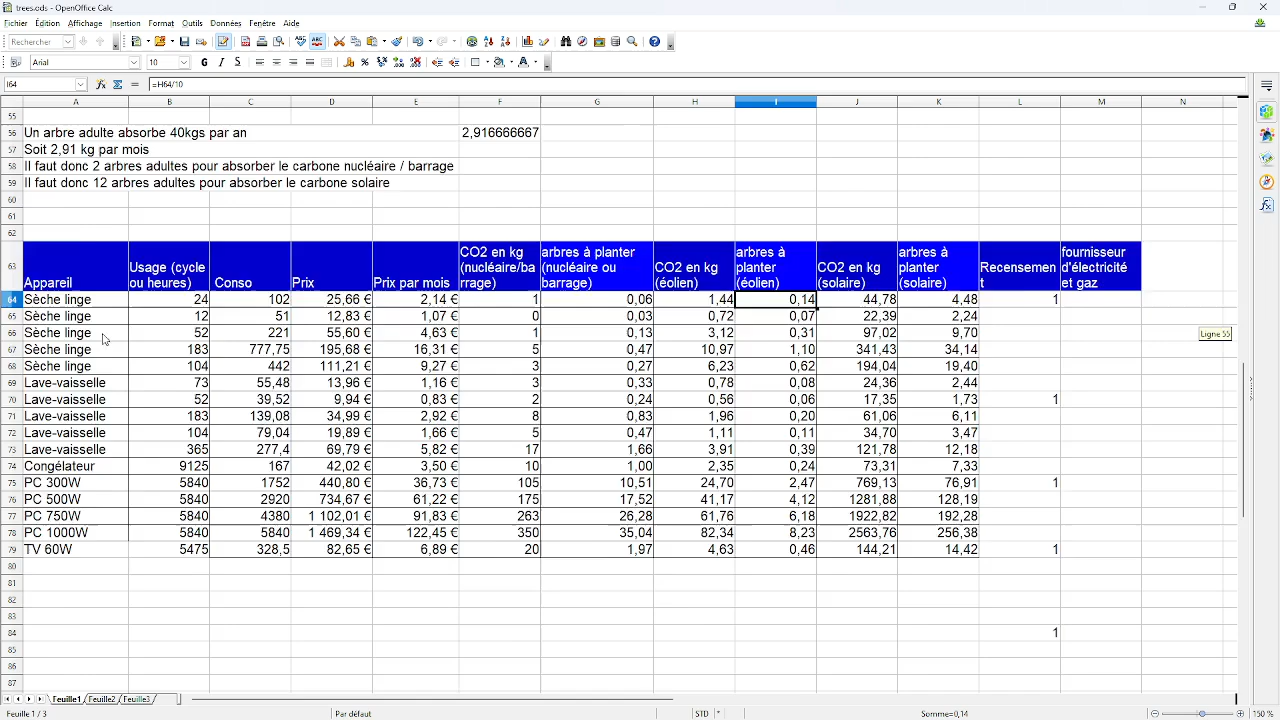 trees.ods - OpenOffice Calc
Fichier Édition Affichage Insertion Format Outils Données Fenêtre Aide
Rechercher
Arial 10 G I S
I64 =H64/10
A B C D E F G H I J K L M N
55
56 Un arbre adulte absorbe 40kgs par an 2,916666667
57 Soit 2,91 kg par mois
58 Il faut donc 2 arbres adultes pour absorber le carbone nucléaire / barrage
59 Il faut donc 12 arbres adultes pour absorber le carbone solaire
60
61
62
63 Appareil Usage (cycle ou heures) Conso Prix Prix par mois CO2 en kg (nucléaire/barrage) arbres à planter (nucléaire ou barrage) CO2 en kg (éolien) arbres à planter (éolien) CO2 en kg (solaire) arbres à planter (solaire) Recensement fournisseur d'électricité et gaz
64 Sèche linge 24 102 25,66 € 2,14 € 1 0,06 1,44 0,14 44,78 4,48 1
65 Sèche linge 12 51 12,83 € 1,07 € 0 0,03 0,72 0,07 22,39 2,24
66 Sèche linge 52 221 55,60 € 4,63 € 1 0,13 3,12 0,31 97,02 9,70
67 Sèche linge 183 777,75 195,68 € 16,31 € 5 0,47 10,97 1,10 341,43 34,14
68 Sèche linge 104 442 111,21 € 9,27 € 3 0,27 6,23 0,62 194,04 19,40
69 Lave-vaisselle 73 55,48 13,96 € 1,16 € 3 0,33 0,78 0,08 24,36 2,44
70 Lave-vaisselle 52 39,52 9,94 € 0,83 € 2 0,24 0,56 0,06 17,35 1,73 1
71 Lave-vaisselle 183 139,08 34,99 € 2,92 € 8 0,83 1,96 0,20 61,06 6,11
72 Lave-vaisselle 104 79,04 19,89 € 1,66 € 5 0,47 1,11 0,11 34,70 3,47
73 Lave-vaisselle 365 277,4 69,79 € 5,82 € 17 1,66 3,91 0,39 121,78 12,18
74 Congélateur 9125 167 42,02 € 3,50 € 10 1,00 2,35 0,24 73,31 7,33
75 PC 300W 5840 1752 440,80 € 36,73 € 105 10,51 24,70 2,47 769,13 76,91 1
76 PC 500W 5840 2920 734,67 € 61,22 € 175 17,52 41,17 4,12 1281,88 128,19
77 PC 750W 5840 4380 1 102,01 € 91,83 € 263 26,28 61,76 6,18 1922,82 192,28
78 PC 1000W 5840 5840 1 469,34 € 122,45 € 350 35,04 82,34 8,23 2563,76 256,38
79 TV 60W 5475 328,5 82,65 € 6,89 € 20 1,97 4,63 0,46 144,21 14,42 1
80
81
82
83
84 1
85
86
87
Ligne 55
Feuille1 Feuille2 Feuille3
Feuille 1 / 3 Par défaut STD * Somme=0,14 150 %